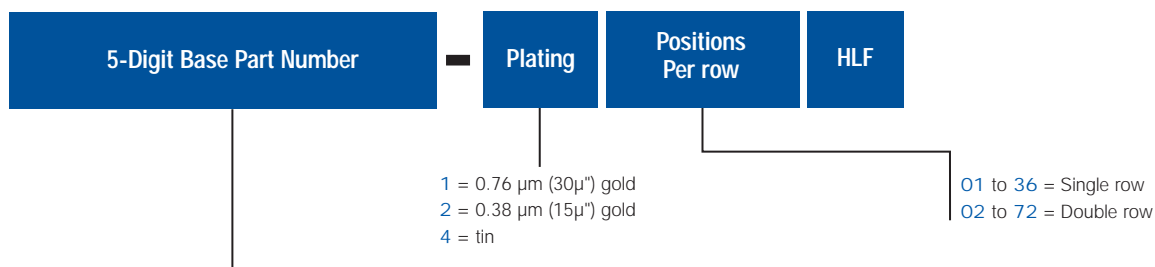 5-Digit Base Part Number - Plating Positions Per row HLF
1 = 0.76 µm (30µ") gold
2 = 0.38 µm (15µ") gold
4 = tin
01 to 36 = Single row
02 to 72 = Double row